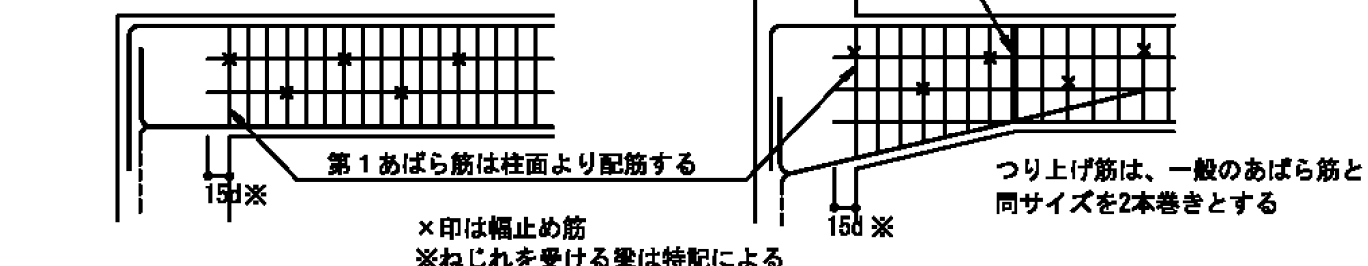 第1あばら筋は柱面より配筋する
つり上げ筋は、一般のあばら筋と
同サイズを2本巻きとする
15d※
15d ※
×印は幅止め筋
※ねじれを受ける梁は特記による